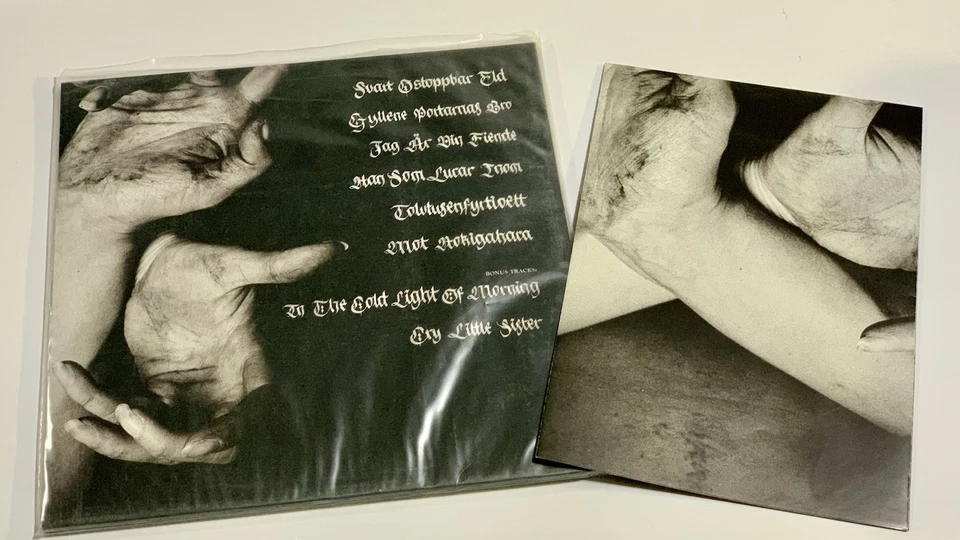 Svart Ostoppbar Eld
Gyllene Portarnas Bro
Jag Är Din Fiende
Han Som Lurar Inom
Tolvtusenfyrtioett
Mot Aokigahara
BONUS TRACKS:
In The Cold Light Of Morning
Cry Little Sister